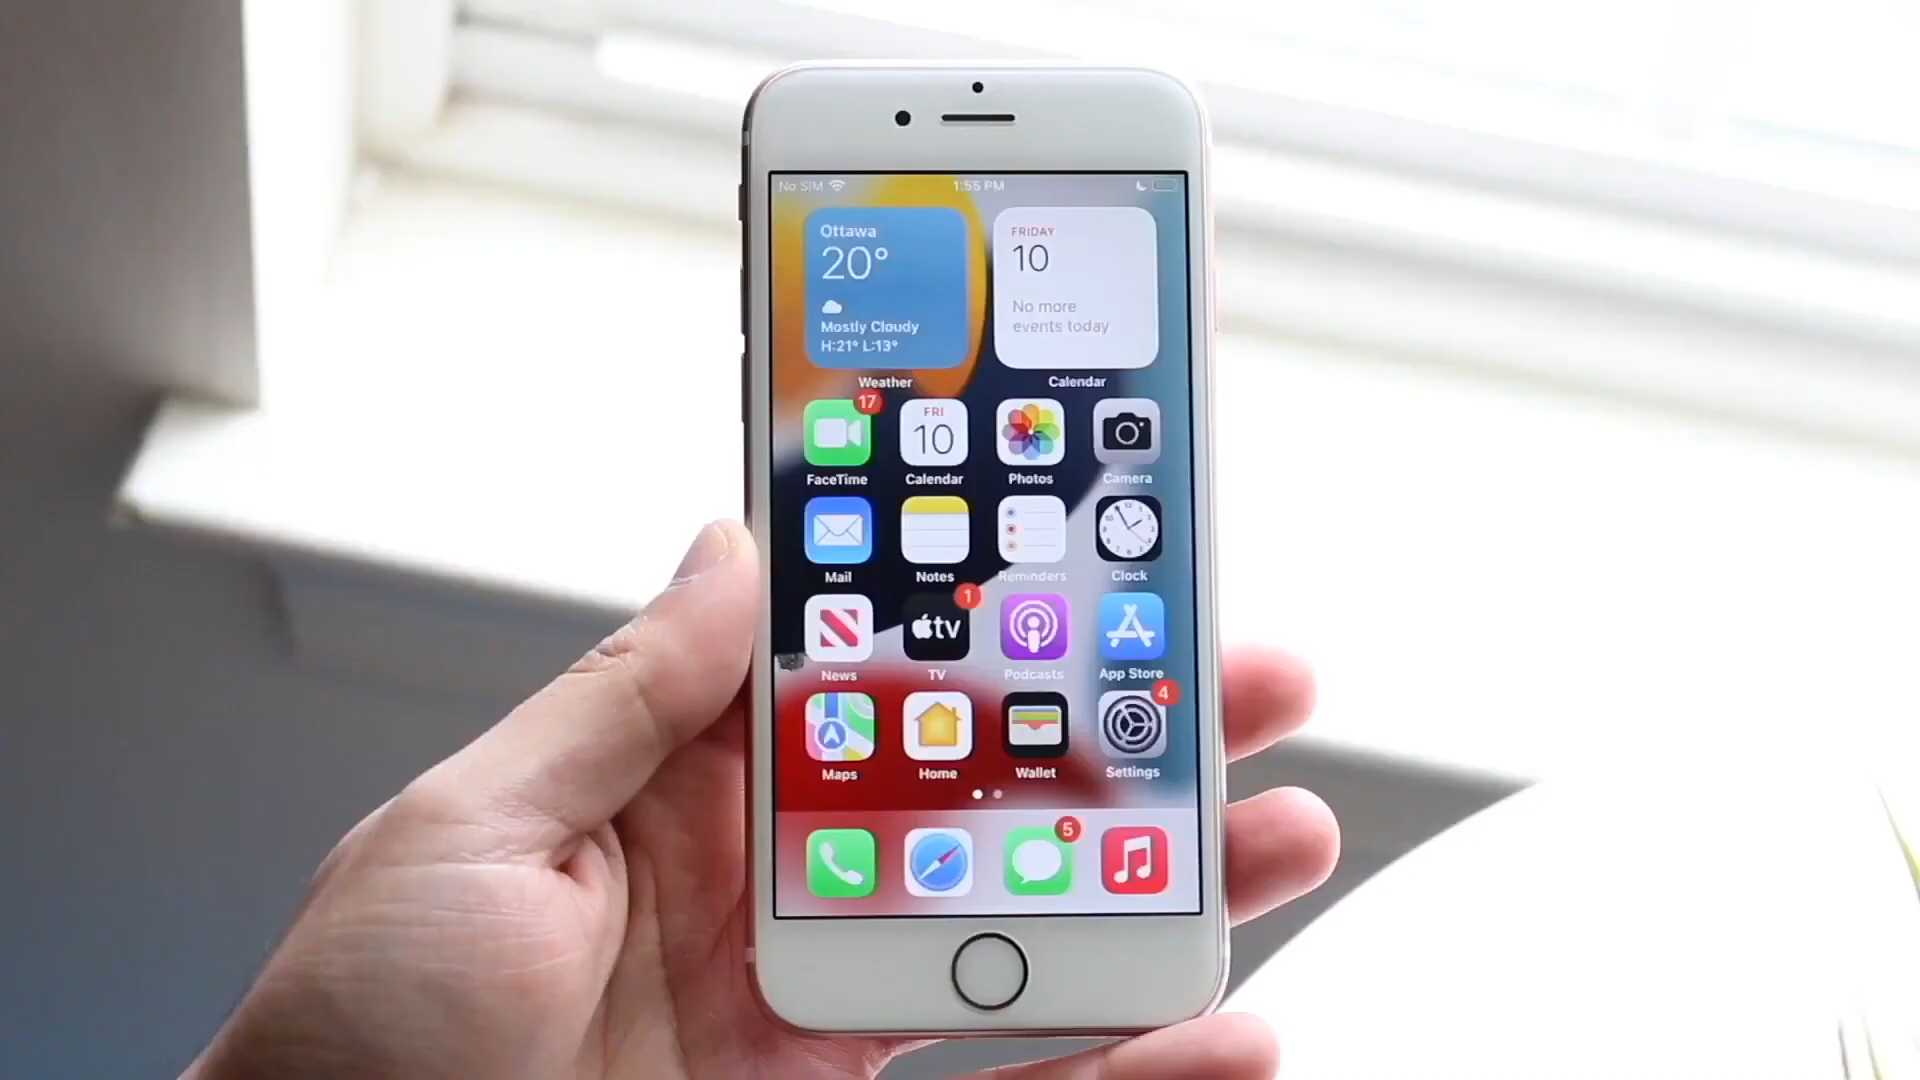 No SIM 1:55 PM
Ottawa
20°
Mostly Cloudy
H:21° L:13°
Weather
FRIDAY
10
No more
events today
Calendar
17
FRI
10
FaceTime Calendar Photos Camera
Mail Notes Reminders Clock
1
tv
News TV Podcasts App Store
4
Maps Home Wallet Settings
5